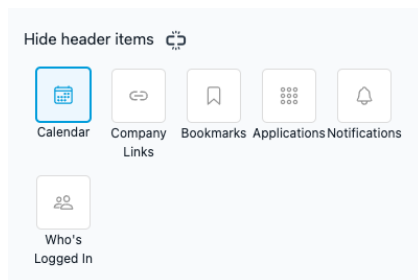 Hide header items
Calendar
Company
Links
Bookmarks
Applications
Notifications
Who's
Logged In